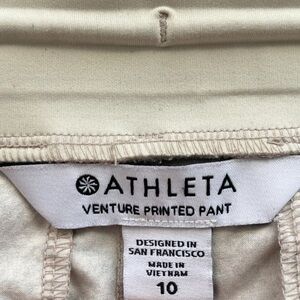 ATHLETA
VENTURE PRINTED PANT
DESIGNED IN
SAN FRANCISCO
MADE IN
VIETNAM
10